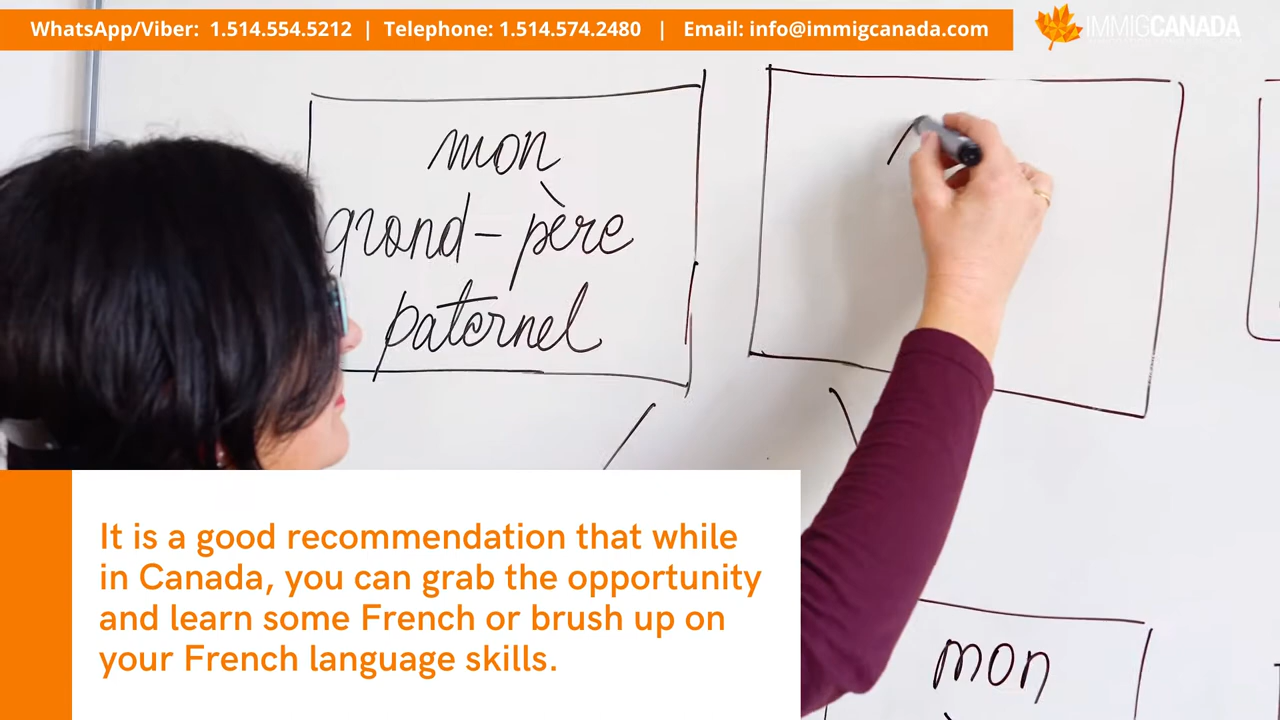 WhatsApp/Viber: 1.514.554.5212 | Telephone: 1.514.574.2480 | Email: info@immigcanada.com
IMMIGCANADA
mon
grand-père
paternel
mon
It is a good recommendation that while
in Canada, you can grab the opportunity
and learn some French or brush up on
your French language skills.